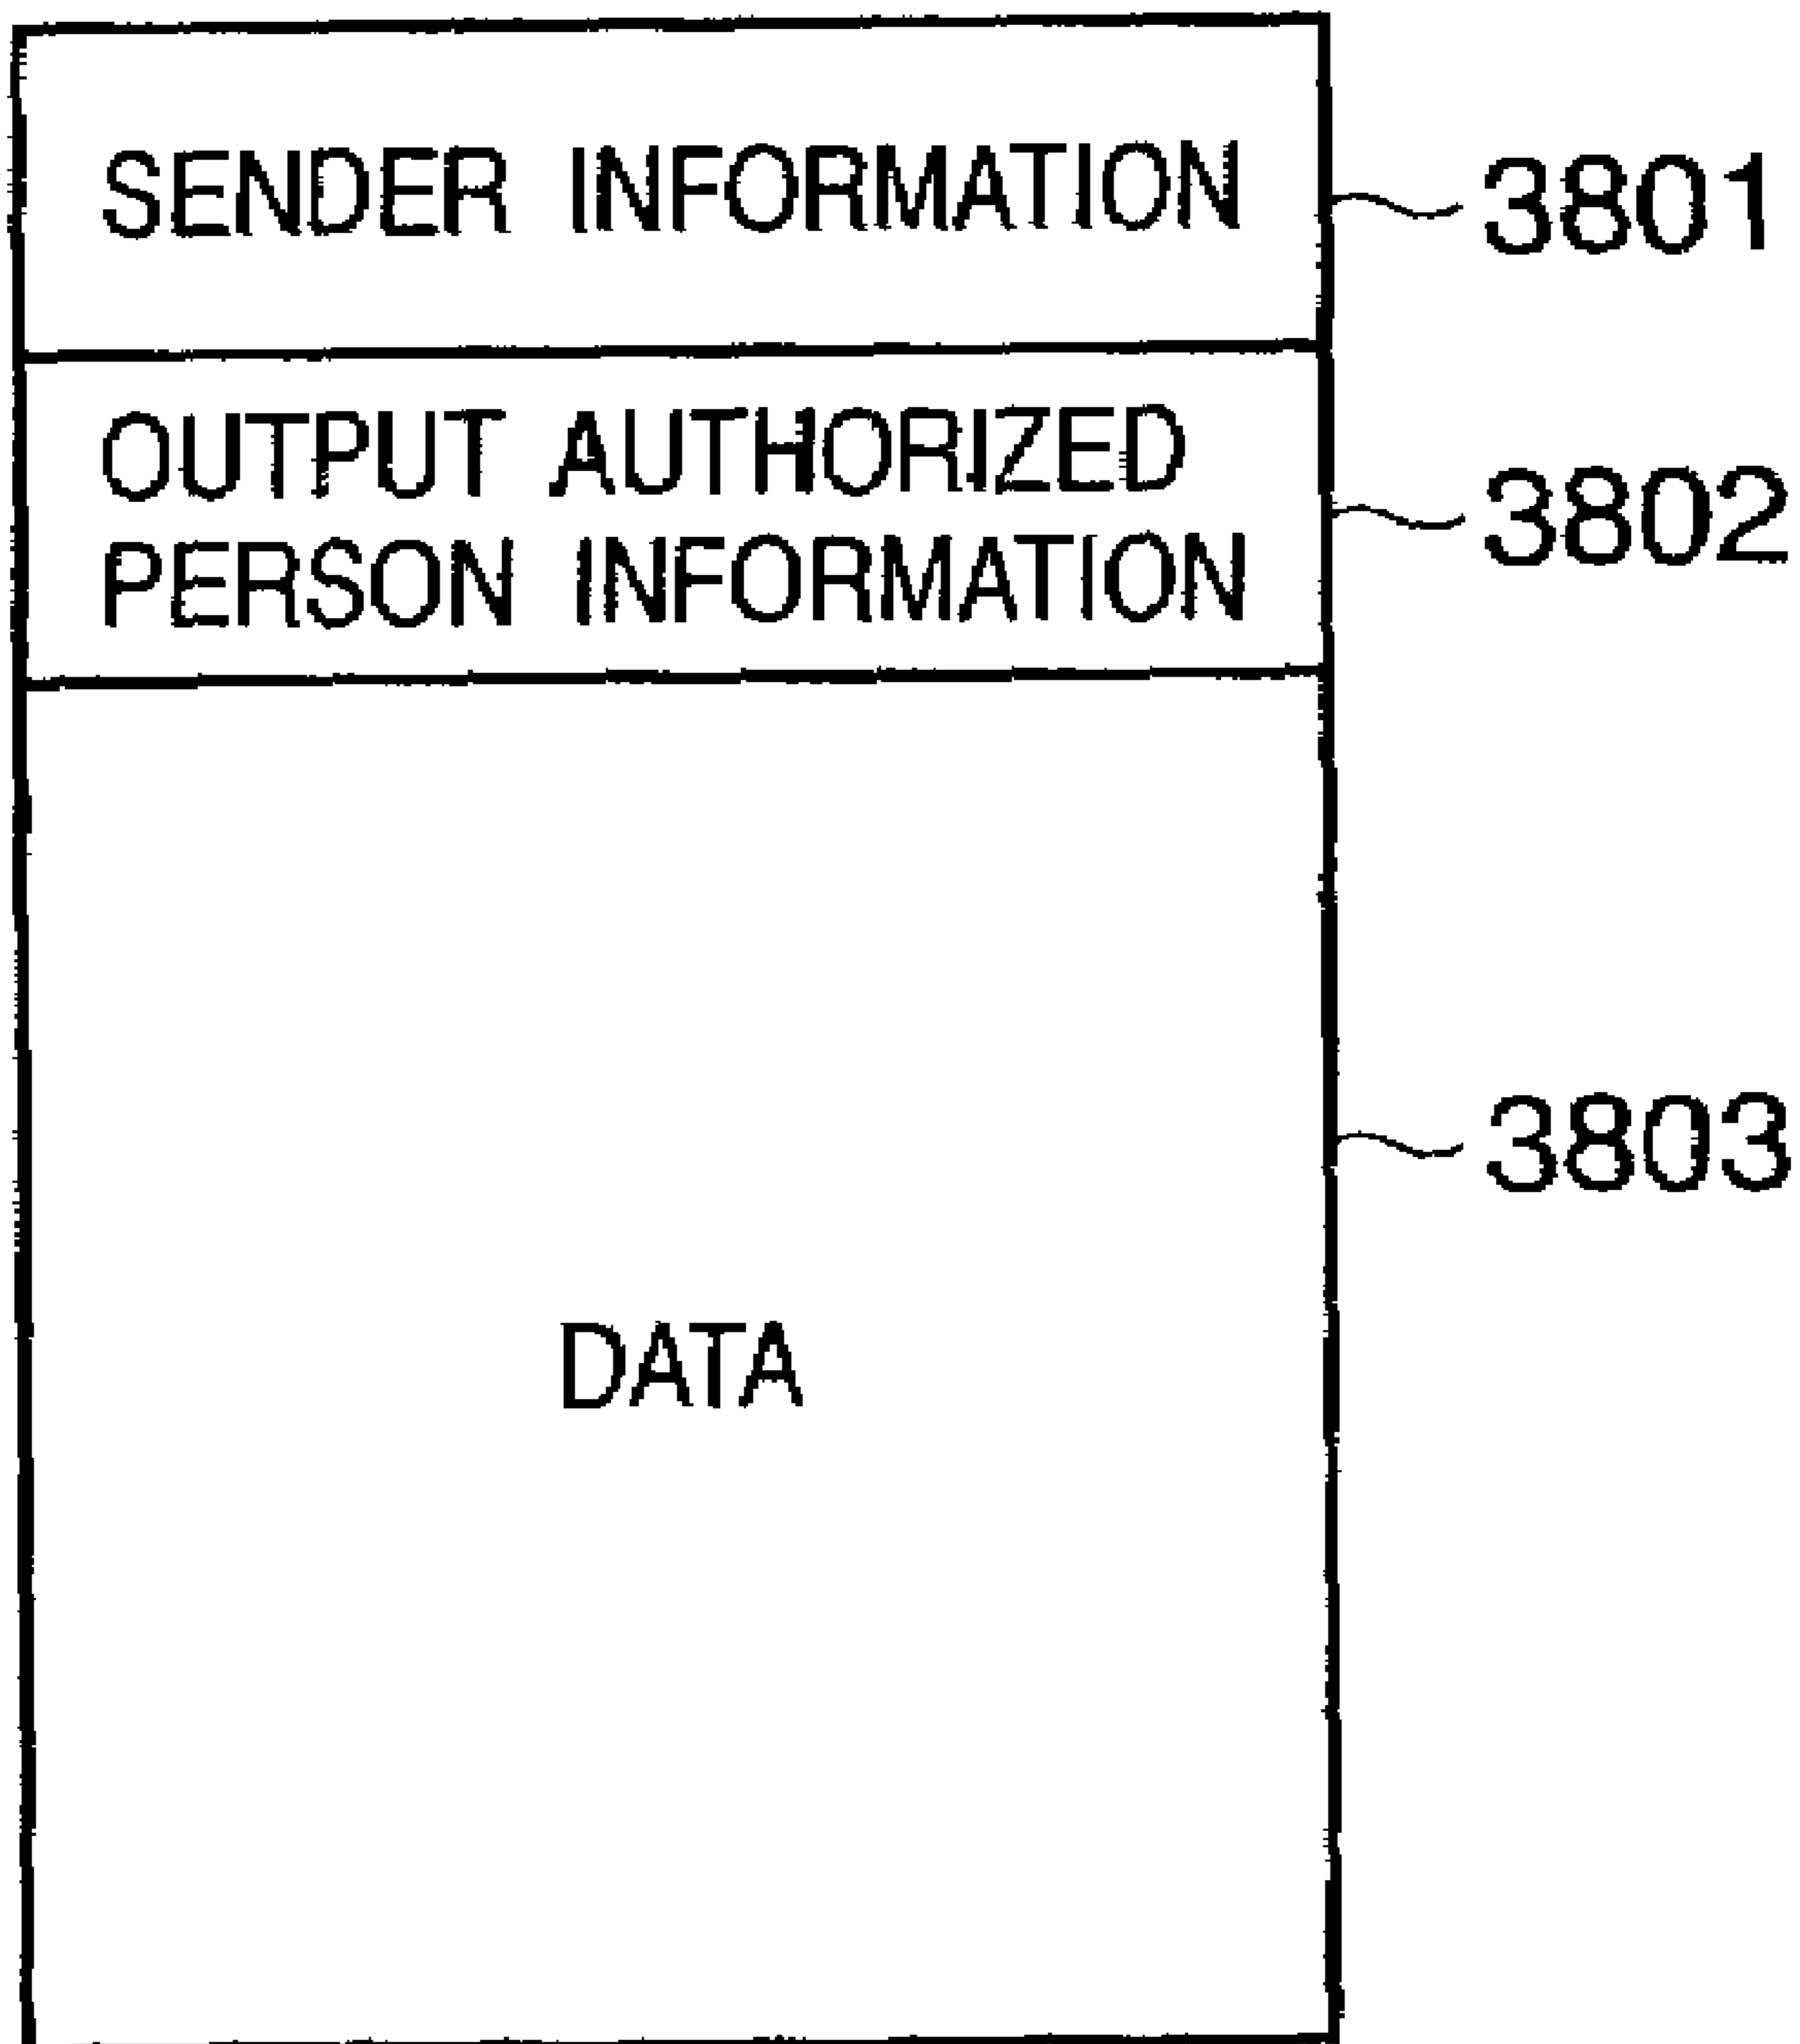 SENDER INFORMATION
3801
OUTPUT AUTHORIZED
PERSON INFORMATION
3802
3803
DATA